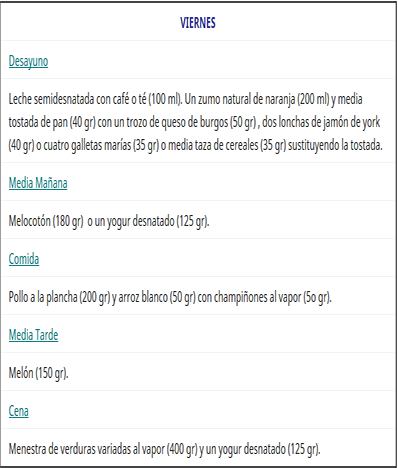 VIERNES
Desayuno
Leche semidesnatada con café o té (100 ml). Un zumo natural de naranja (200 ml) y media
tostada de pan (40 gr) con un trozo de queso de burgos (50 gr) , dos lonchas de jamón de york
(40 gr) o cuatro galletas marías (35 gr) o media taza de cereales (35 gr) sustituyendo la tostada.
Media Mañana
Melocotón (180 gr) o un yogur desnatado (125 gr).
Comida
Pollo a la plancha (200 gr) y arroz blanco (50 gr) con champiñones al vapor (5o gr).
Media Tarde
Melón (150 gr).
Cena
Menestra de verduras variadas al vapor (400 gr) y un yogur desnatado (125 gr).